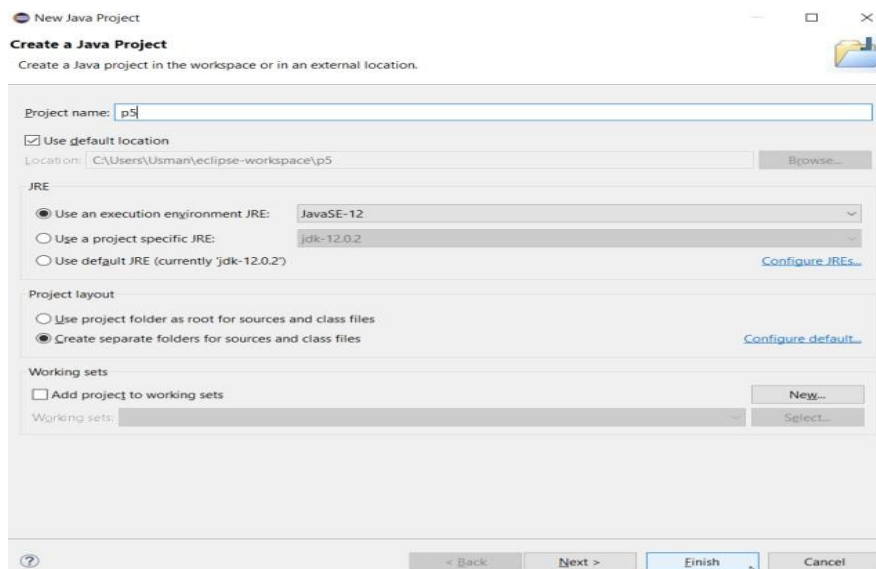 New Java Project
Create a Java Project
Create a Java project in the workspace or in an external location.
Project name: p5
Use default location
Location: C:\Users\Usman\eclipse-workspace\p5 Browse...
JRE
Use an execution environment JRE: JavaSE-12
Use a project specific JRE: jdk-12.0.2
Use default JRE (currently 'jdk-12.0.2') Configure JREs...
Project layout
Use project folder as root for sources and class files
Create separate folders for sources and class files Configure default...
Working sets
Add project to working sets New...
Working sets: Select...
? < Back Next > Finish Cancel